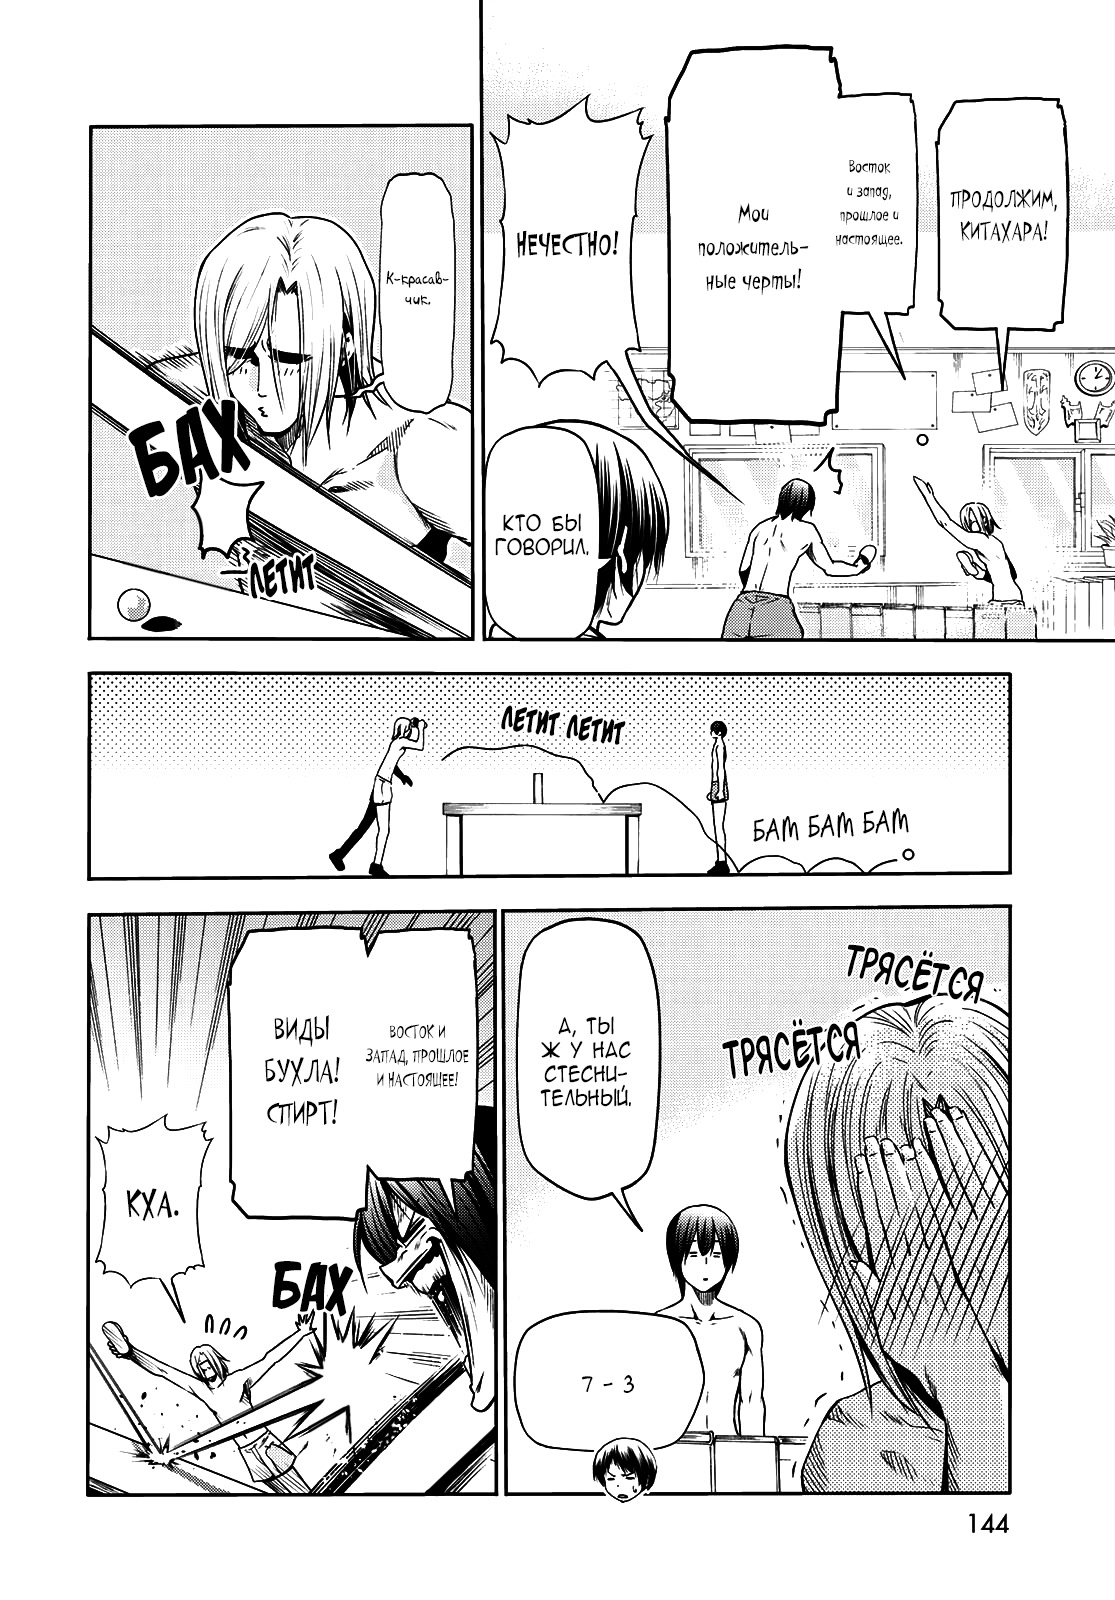 ПРОДОЛЖИМ,
КИТАХАРА!
Восток
и запад,
прошлое и
настоящее.
Мои
положитель-
ные черты!
НЕЧЕСТНО!
КТО БЫ
ГОВОРИЛ.
К-красав-
чик.
БАХ
ЛЕТИТ
ЛЕТИТ ЛЕТИТ
БАМ БАМ БАМ
ТРЯСЁТСЯ
ТРЯСЁТСЯ
А, ТЫ
Ж У НАС
СТЕСНИ-
ТЕЛЬНЫЙ.
7 - 3
ВОСТОК И
ЗАПАД, ПРОШЛОЕ
И НАСТОЯЩЕЕ!
ВИДЫ
БУХЛА!
СПИРТ!
КХА.
БАХ
144